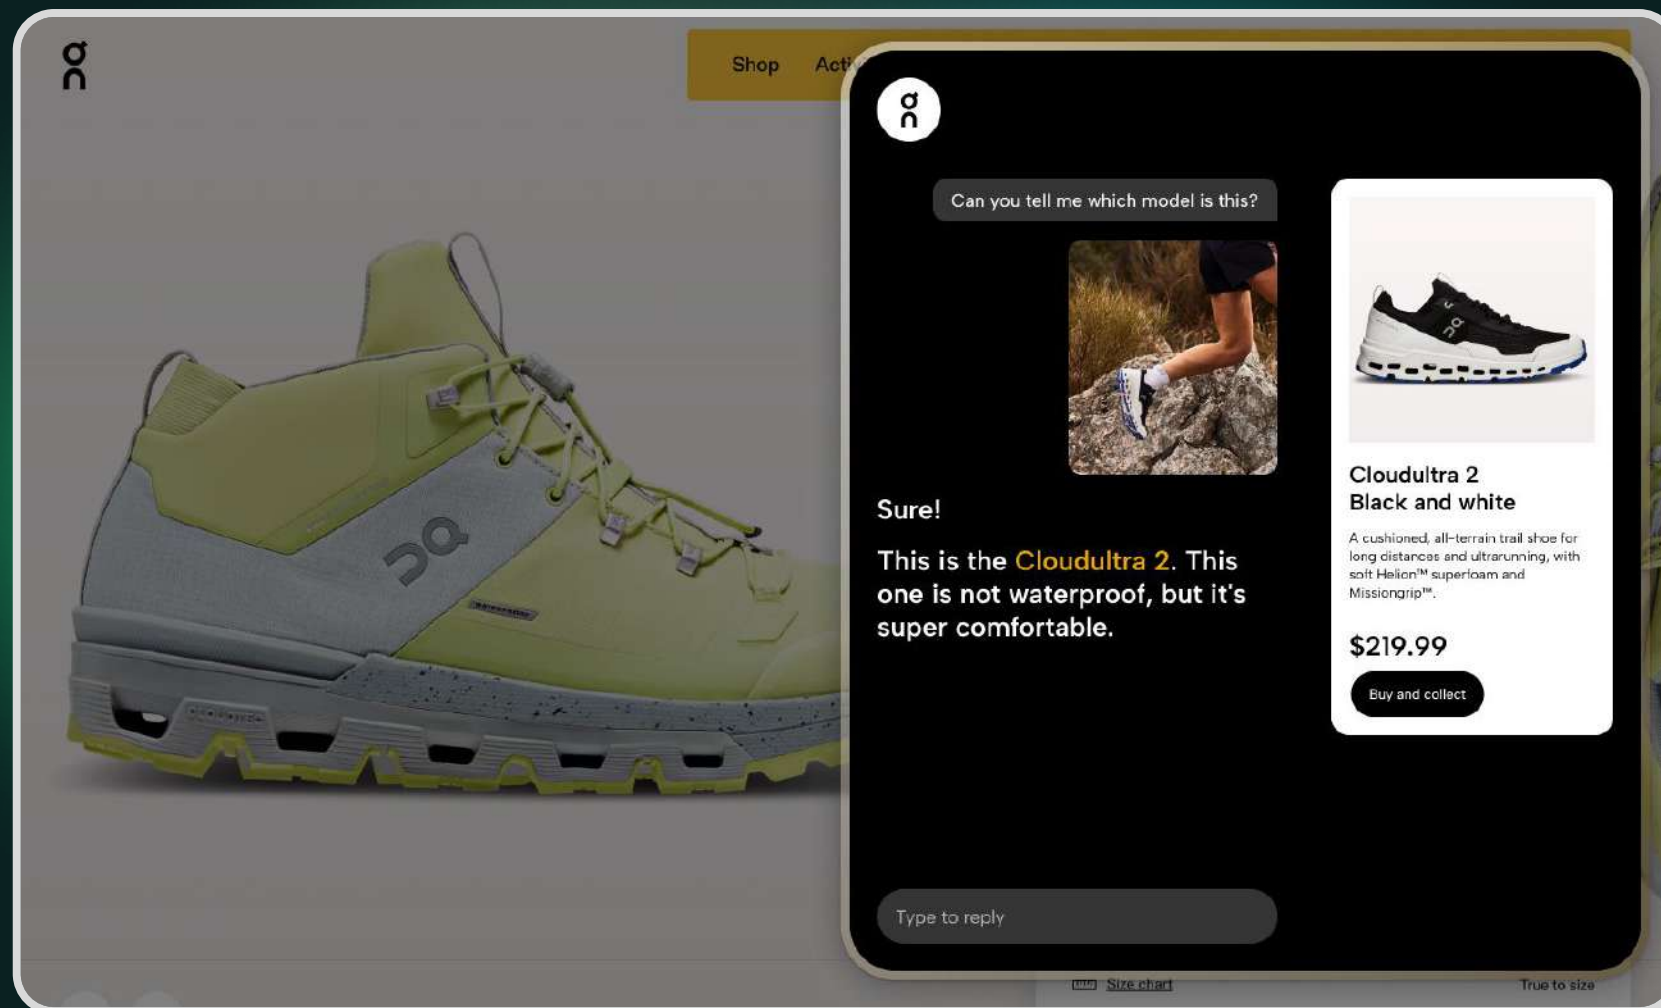 on
Shop
on
Can you tell me which model is this?
Sure!
This is the Cloudultra 2. This
one is not waterproof, but it's
super comfortable.
Type to reply
Cloudultra 2
Black and white
A cushioned, all-terrain trail shoe for
long distances and ultrarunning, with
soft Helion™ superfoam and
Missiongrip™.
$219.99
Buy and collect
Size chart
True to size